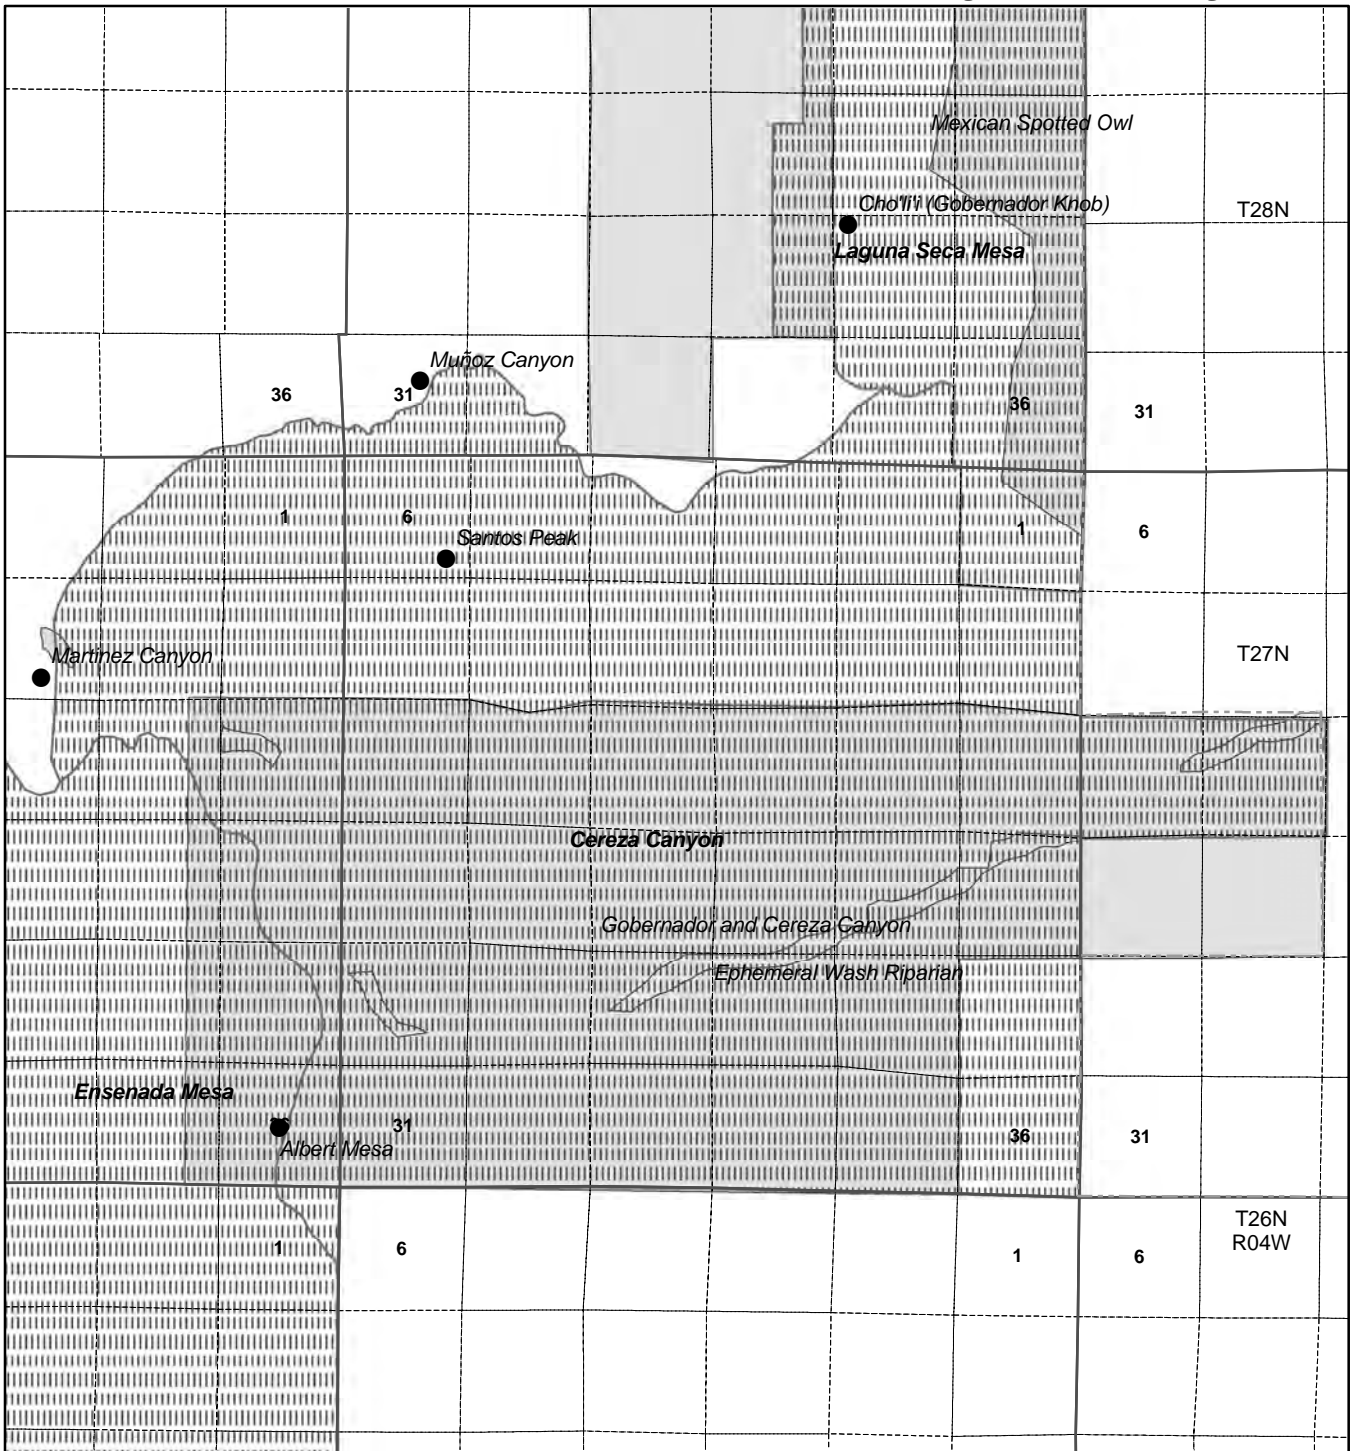 Mexican Spotted Owl
Cho'li'i (Gobernador Knob)
T28N
Laguna Seca Mesa
Muñoz Canyon
36
31
36
31
1
6
1
6
Santos Peak
Martinez Canyon
T27N
Cereza Canyon
Gobernador and Cereza Canyon
Ephemeral Wash Riparian
Ensenada Mesa
31
36
31
Albert Mesa
T26N
R04W
1
6
1
6